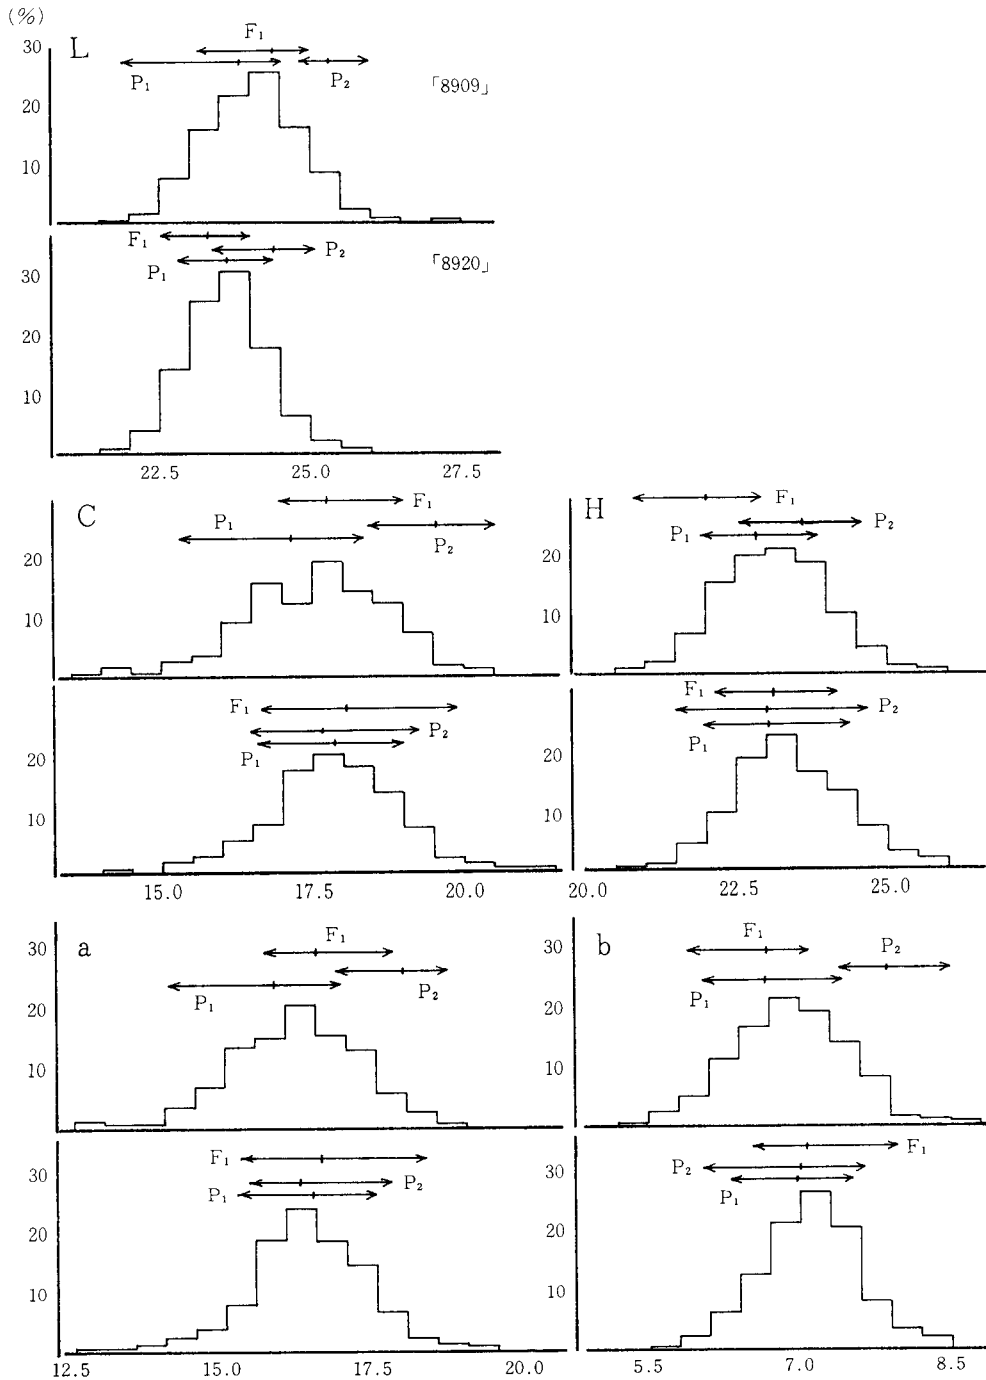 (%)
L
F₁
P₁
P₂
「8909」
30
20
10
F₁
P₂
P₁
「8920」
30
20
10
22.5 25.0 27.5
C
F₁
P₁
P₂
20
10
H
F₁
P₂
P₁
20
10
F₁
P₂
P₁
20
10
15.0 17.5 20.0
F₁
P₂
P₁
20
10
20.0 22.5 25.0
a
F₁
P₁
P₂
30
20
10
b
F₁
P₂
P₁
30
20
10
F₁
P₂
P₁
30
20
10
12.5 15.0 17.5 20.0
F₁
P₂
P₁
30
20
10
5.5 7.0 8.5